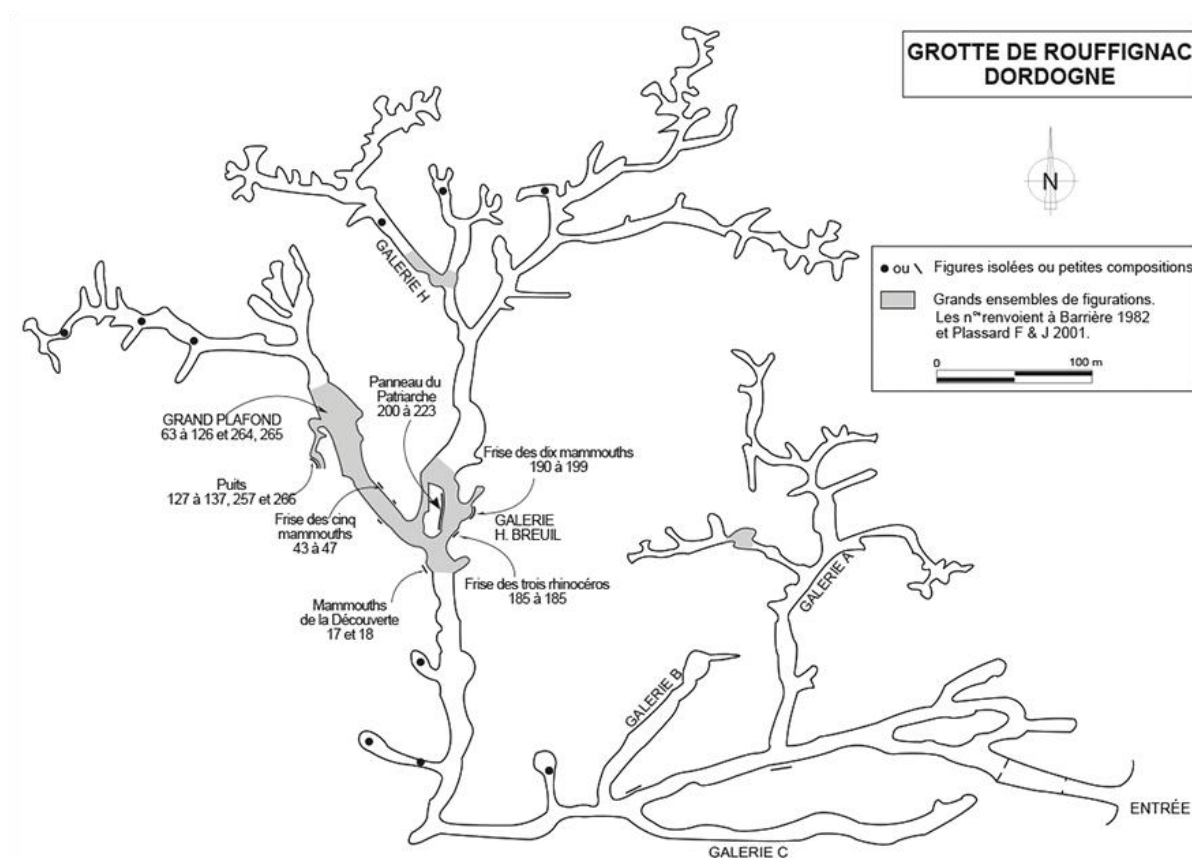 GROTTE DE ROUFFIGNAC
DORDOGNE
N
● ou \ Figures isolées ou petites compositions
Grands ensembles de figurations.
Les nos renvoient à Barrière 1982
et Plassard F & J 2001.
0 100 m
GALERIE H
Panneau du
Patriarche
200 à 223
GRAND PLAFOND
63 à 126 et 264, 265
Puits
127 à 137, 257 et 266
Frise des cinq
mammouths
43 à 47
Frise des dix mammouths
190 à 199
GALERIE
H. BREUIL
Frise des trois rhinocéros
185 à 185
Mammouths
de la Découverte
17 et 18
GALERIE A
GALERIE B
ENTRÉE
GALERIE C